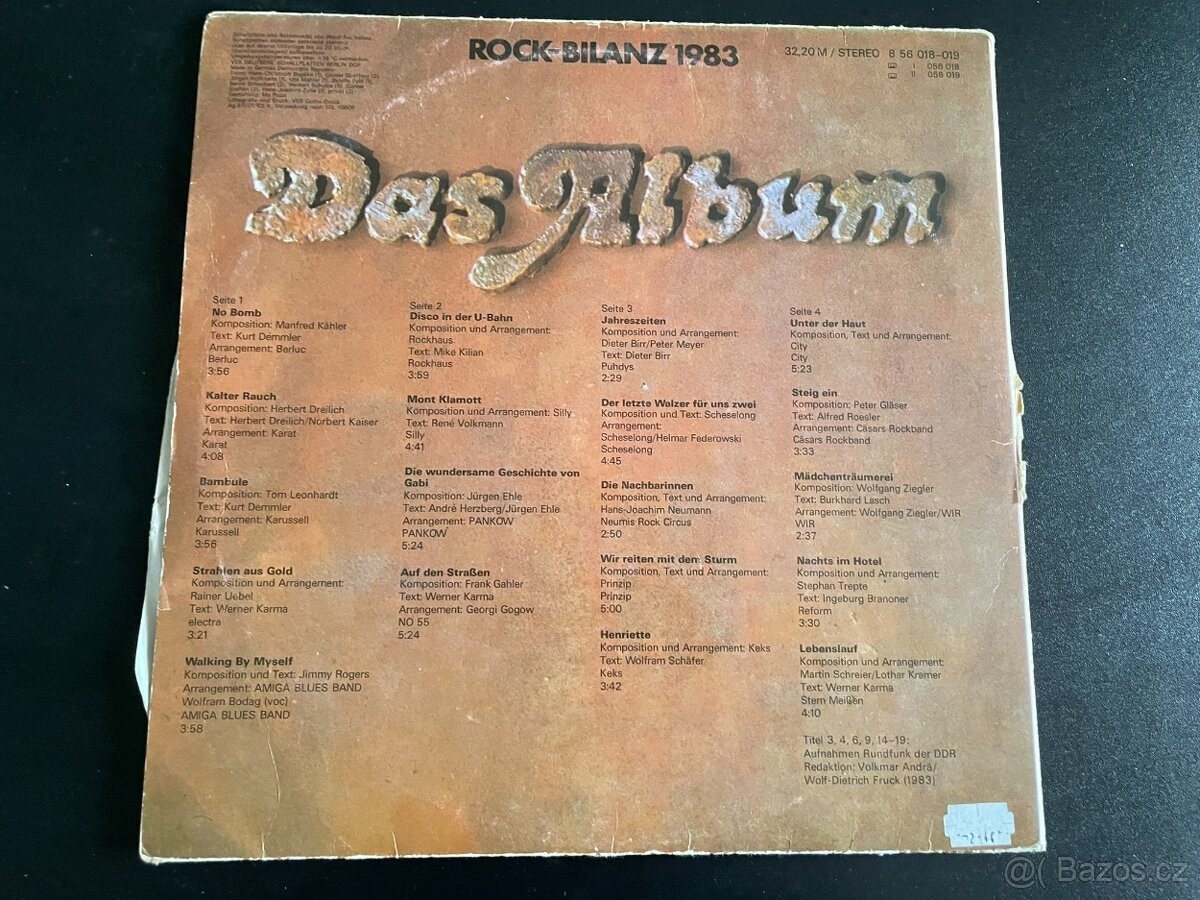 ROCK-BILANZ 1983
32,20 M / STEREO 8 56 018-019
I 056 018
II 056 019
VEB DEUTSCHE SCHALLPLATTEN BERLIN DDR
Das Album
Seite 1
No Bomb
Komposition: Manfred Kähler
Text: Kurt Demmler
Arrangement: Berluc
Berluc
3:56
Kalter Rauch
Komposition: Herbert Dreilich
Text: Herbert Dreilich/Norbert Kaiser
Arrangement: Karat
Karat
4:08
Bambule
Komposition: Tom Leonhardt
Text: Kurt Demmler
Arrangement: Karussell
Karussell
3:56
Strahlen aus Gold
Komposition und Arrangement:
Rainer Uebel
Text: Werner Karma
electra
3:21
Walking By Myself
Komposition und Text: Jimmy Rogers
Arrangement: AMIGA BLUES BAND
Wolfram Bodag (voc)
AMIGA BLUES BAND
3:58
Seite 2
Disco in der U-Bahn
Komposition und Arrangement:
Rockhaus
Text: Mike Kilian
Rockhaus
3:59
Mont Klamott
Komposition und Arrangement: Silly
Text: René Volkmann
Silly
4:41
Die wundersame Geschichte von
Gabi
Komposition: Jürgen Ehle
Text: André Herzberg/Jürgen Ehle
Arrangement: PANKOW
PANKOW
5:24
Auf den Straßen
Komposition: Frank Gahler
Text: Werner Karma
Arrangement: Georgi Gogow
NO 55
5:24
Seite 3
Jahreszeiten
Komposition und Arrangement:
Dieter Birr/Peter Meyer
Text: Dieter Birr
Puhdys
2:29
Der letzte Walzer für uns zwei
Komposition und Text: Scheselong
Arrangement:
Scheselong/Helmar Federowski
Scheselong
4:45
Die Nachbarinnen
Komposition, Text und Arrangement:
Hans-Joachim Neumann
Neumis Rock Circus
2:50
Wir reiten mit dem Sturm
Komposition, Text und Arrangement:
Prinzip
Prinzip
5:00
Henriette
Komposition und Arrangement: Keks
Text: Wolfram Schäfer
Keks
3:42
Seite 4
Unter der Haut
Komposition, Text und Arrangement:
City
City
5:23
Steig ein
Komposition: Peter Gläser
Text: Alfred Roesler
Arrangement: Cäsars Rockband
Cäsars Rockband
3:33
Mädchenträumerei
Komposition: Wolfgang Ziegler
Text: Burkhard Lasch
Arrangement: Wolfgang Ziegler/WIR
WIR
2:37
Nachts im Hotel
Komposition und Arrangement:
Stephan Trepte
Text: Ingeburg Branoner
Reform
3:30
Lebenslauf
Komposition und Arrangement:
Martin Schreier/Lothar Kramer
Text: Werner Karma
Stern Meißen
4:10
Titel 3, 4, 6, 9, 14-19:
Aufnahmen Rundfunk der DDR
Redaktion: Volkmar Andrä/
Wolf-Dietrich Fruck (1983)
@( Bazos.cz